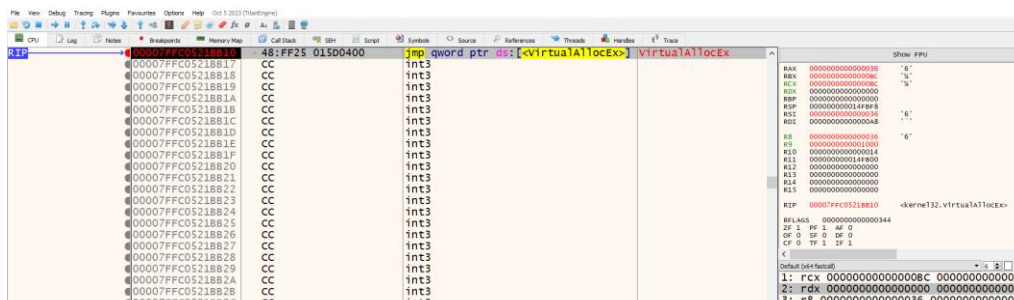 File View Debug Tracing Plugins Favourites Options Help Oct 5 2023 (TitanEngine)
CPU Log Notes Breakpoints Memory Map Call Stack SEH Script Symbols Source References Threads Handles Trace
RIP 00007FFC0521BB10 48:FF25 015D0400 jmp qword ptr ds:[<VirtualAllocEx>] VirtualAllocEx
00007FFC0521BB17 CC int3
00007FFC0521BB18 CC int3
00007FFC0521BB19 CC int3
00007FFC0521BB1A CC int3
00007FFC0521BB1B CC int3
00007FFC0521BB1C CC int3
00007FFC0521BB1D CC int3
00007FFC0521BB1E CC int3
00007FFC0521BB1F CC int3
00007FFC0521BB20 CC int3
00007FFC0521BB21 CC int3
00007FFC0521BB22 CC int3
00007FFC0521BB23 CC int3
00007FFC0521BB24 CC int3
00007FFC0521BB25 CC int3
00007FFC0521BB26 CC int3
00007FFC0521BB27 CC int3
00007FFC0521BB28 CC int3
00007FFC0521BB29 CC int3
00007FFC0521BB2A CC int3
00007FFC0521BB2B CC int3
Show FPU
RAX 0000000000000036 '6'
RBX 00000000000000BC '¼'
RCX 00000000000000BC '¼'
RDX 0000000000000000
RBP 0000000000000000
RSP 000000000014FBF8
RSI 0000000000000036 '6'
RDI 00000000000000A8 '¨'
R8 0000000000000036 '6'
R9 0000000000001000
R10 0000000000000014
R11 000000000014FB00
R12 0000000000000000
R13 0000000000000000
R14 0000000000000000
R15 0000000000000000
RIP 00007FFC0521BB10 <kernel32.VirtualAllocEx>
RFLAGS 0000000000000344
ZF 1 PF 1 AF 0
OF 0 SF 0 DF 0
CF 0 TF 1 IF 1
Default (x64 fastcall) 6
1: rcx 00000000000000BC 000000000000
2: rdx 0000000000000000 000000000000
3: r8 0000000000000036 000000000000